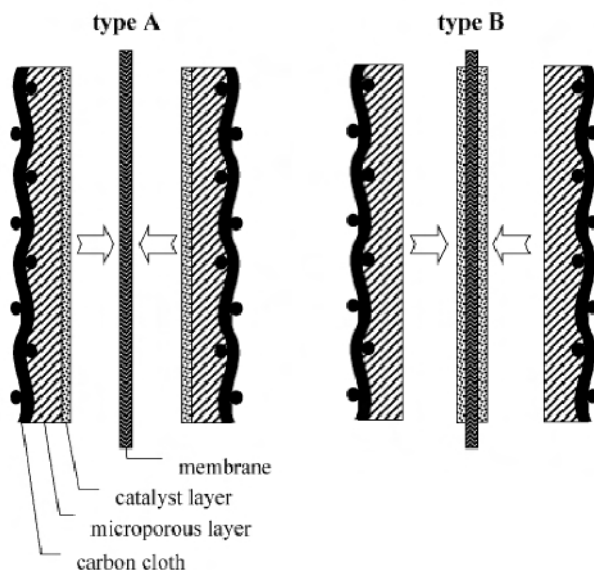 type A
type B
membrane
catalyst layer
microporous layer
carbon cloth